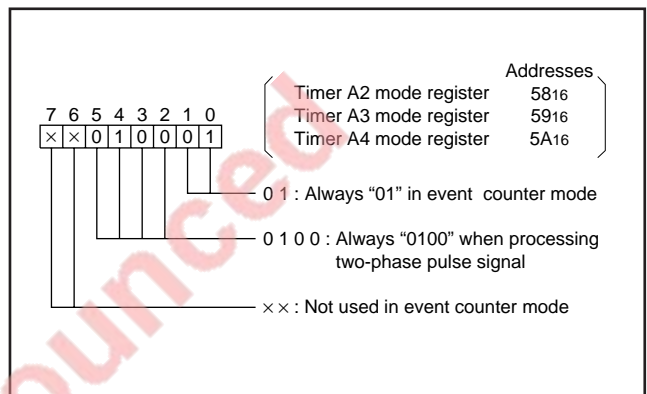 Addresses
Timer A2 mode register 5816
Timer A3 mode register 5916
Timer A4 mode register 5A16
7 6 5 4 3 2 1 0
× × 0 1 0 0 0 1
0 1 : Always “01” in event counter mode
0 1 0 0 : Always “0100” when processing
two-phase pulse signal
× × : Not used in event counter mode
ounced